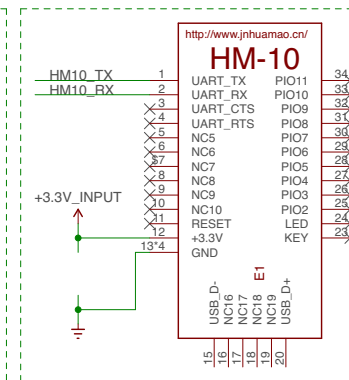 http://www.jnhuamao.cn/
HM-10
HM10_TX 1 UART_TX PIO11 34
HM10_RX 2 UART_RX PIO10 33
3 UART_CTS PIO9 32
4 UART_RTS PIO8 31
5 NC5 PIO7 30
6 NC6 PIO6 29
$7 NC7 PIO5 28
8 NC8 PIO4 27
9 NC9 PIO3 26
+3.3V_INPUT
10 NC10 PIO2 25
11 RESET LED 24
12 +3.3V KEY 23
13*4 GND
E1
USB_D- NC16 NC17 NC18 NC19 USB_D+
15 16 17 18 19 20